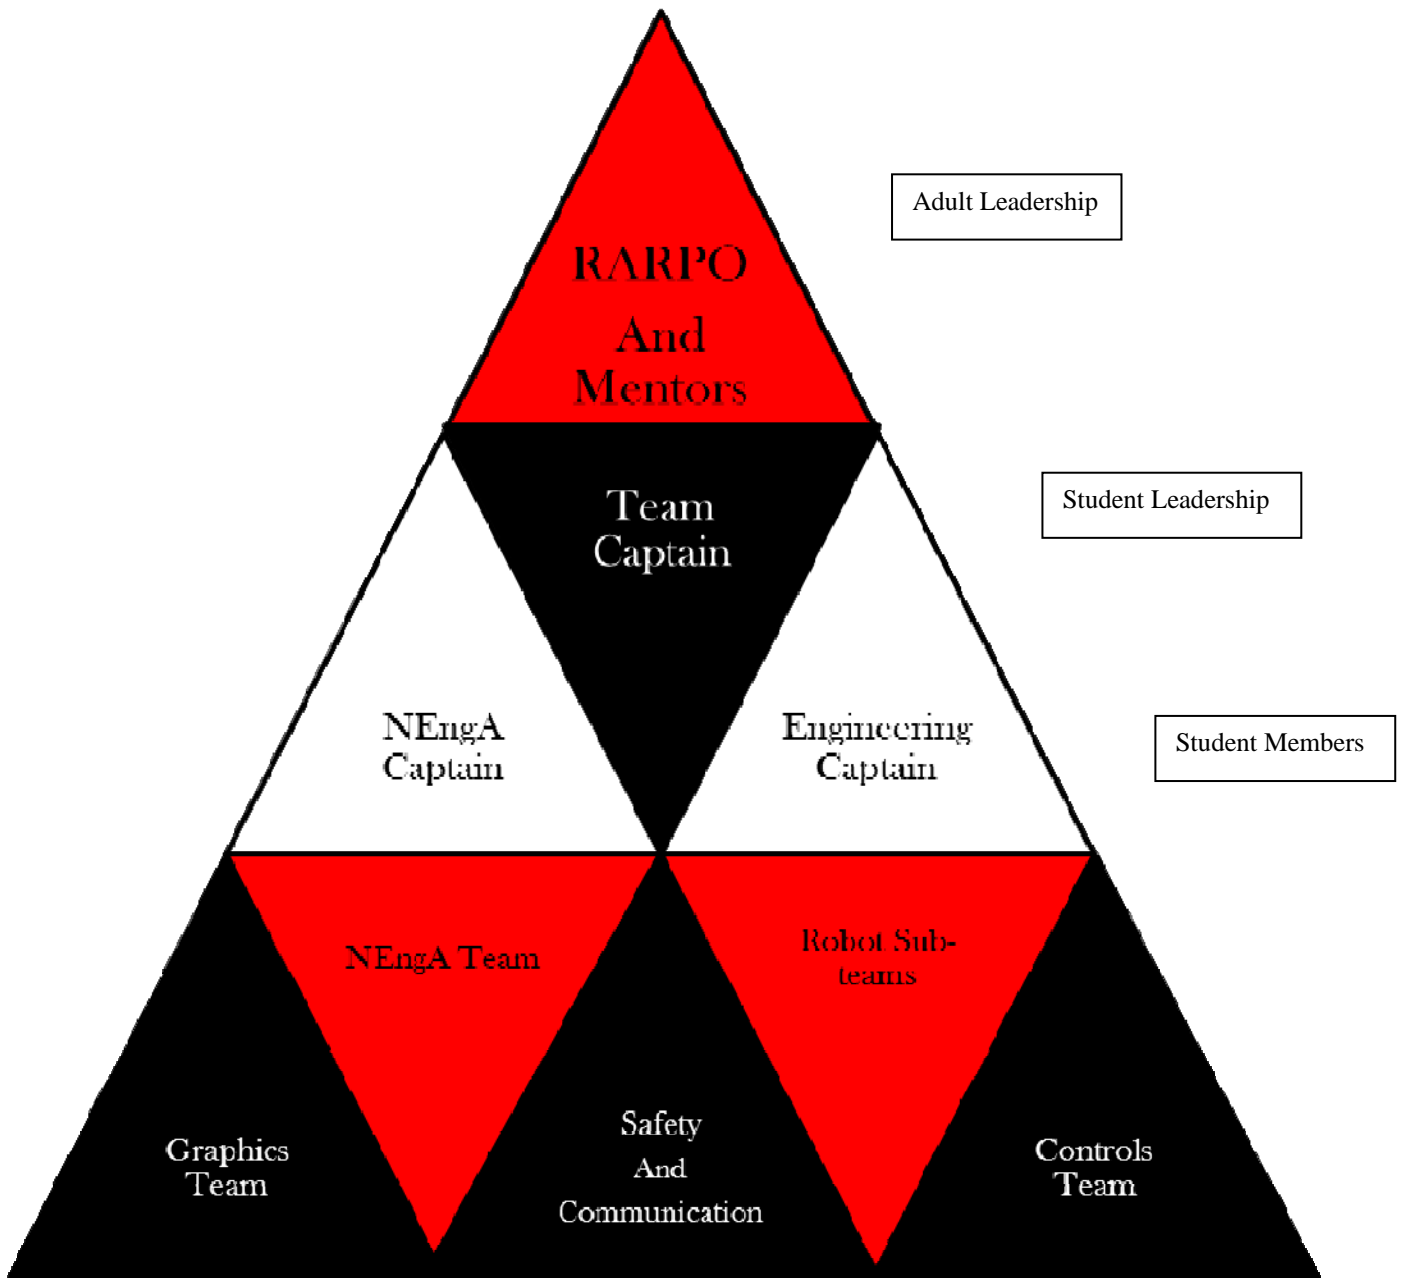 Adult Leadership
RARPO
And
Mentors
Student Leadership
Team
Captain
NEngA
Captain
Engineering
Captain
Student Members
NEngA Team
Robot Sub-
teams
Graphics
Team
Safety
And
Communication
Controls
Team